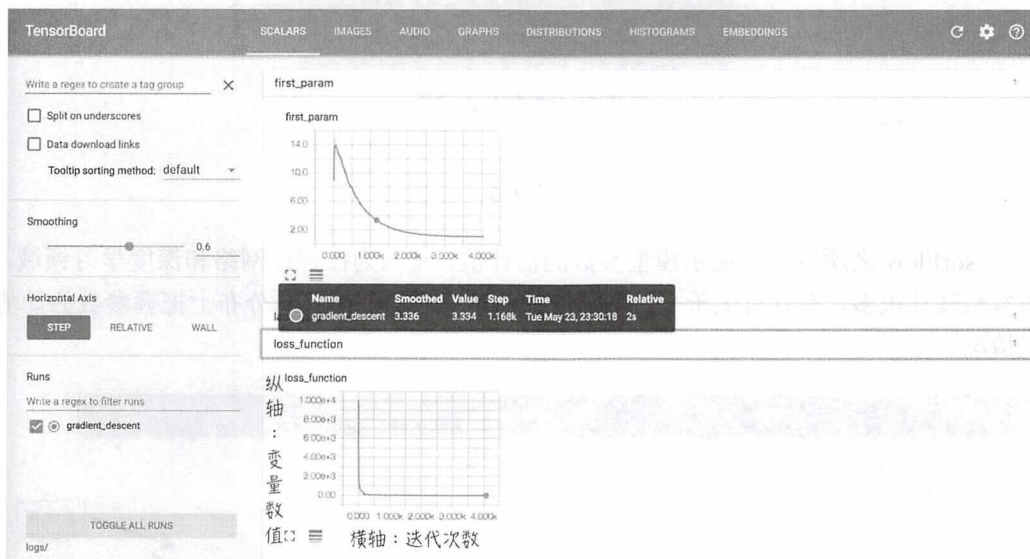 TensorBoard
SCALARS IMAGES AUDIO GRAPHS DISTRIBUTIONS HISTOGRAMS EMBEDDINGS
Write a regex to create a tag group
Split on underscores
Data download links
Tooltip sorting method: default
Smoothing
0.6
Horizontal Axis
STEP RELATIVE WALL
Runs
Write a regex to filter runs
gradient_descent
TOGGLE ALL RUNS
logs/
first_param 1
first_param
14.0
10.0
6.00
2.00
0.000 1.000k 2.000k 3.000k 4.000k
Name Smoothed Value Step Time Relative
gradient_descent 3.336 3.334 1.168k Tue May 23, 23:30:18 2s
1
loss_function 1
loss_function
纵轴：变量数值
1.000e+4
8.00e+3
6.00e+3
4.00e+3
2.00e+3
0.00
0.000 1.000k 2.000k 3.000k 4.000k
横轴：迭代次数